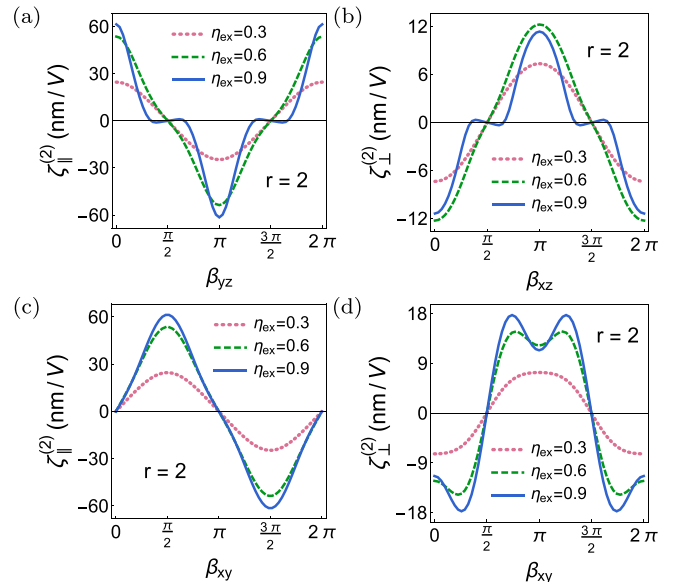 (a)
ζ∥(2) (nm / V)
60
30
0
−30
−60
ηex=0.3
ηex=0.6
ηex=0.9
r = 2
0
π/2
π
3π/2
2π
βyz
(b)
ζ⊥(2) (nm / V)
12
6
0
−6
−12
r = 2
ηex=0.3
ηex=0.6
ηex=0.9
0
π/2
π
3π/2
2π
βxz
(c)
ζ∥(2) (nm / V)
60
30
0
−30
−60
ηex=0.3
ηex=0.6
ηex=0.9
r = 2
0
π/2
π
3π/2
2π
βxy
(d)
ζ⊥(2) (nm / V)
18
9
0
−9
−18
r = 2
ηex=0.3
ηex=0.6
ηex=0.9
0
π/2
π
3π/2
2π
βxy